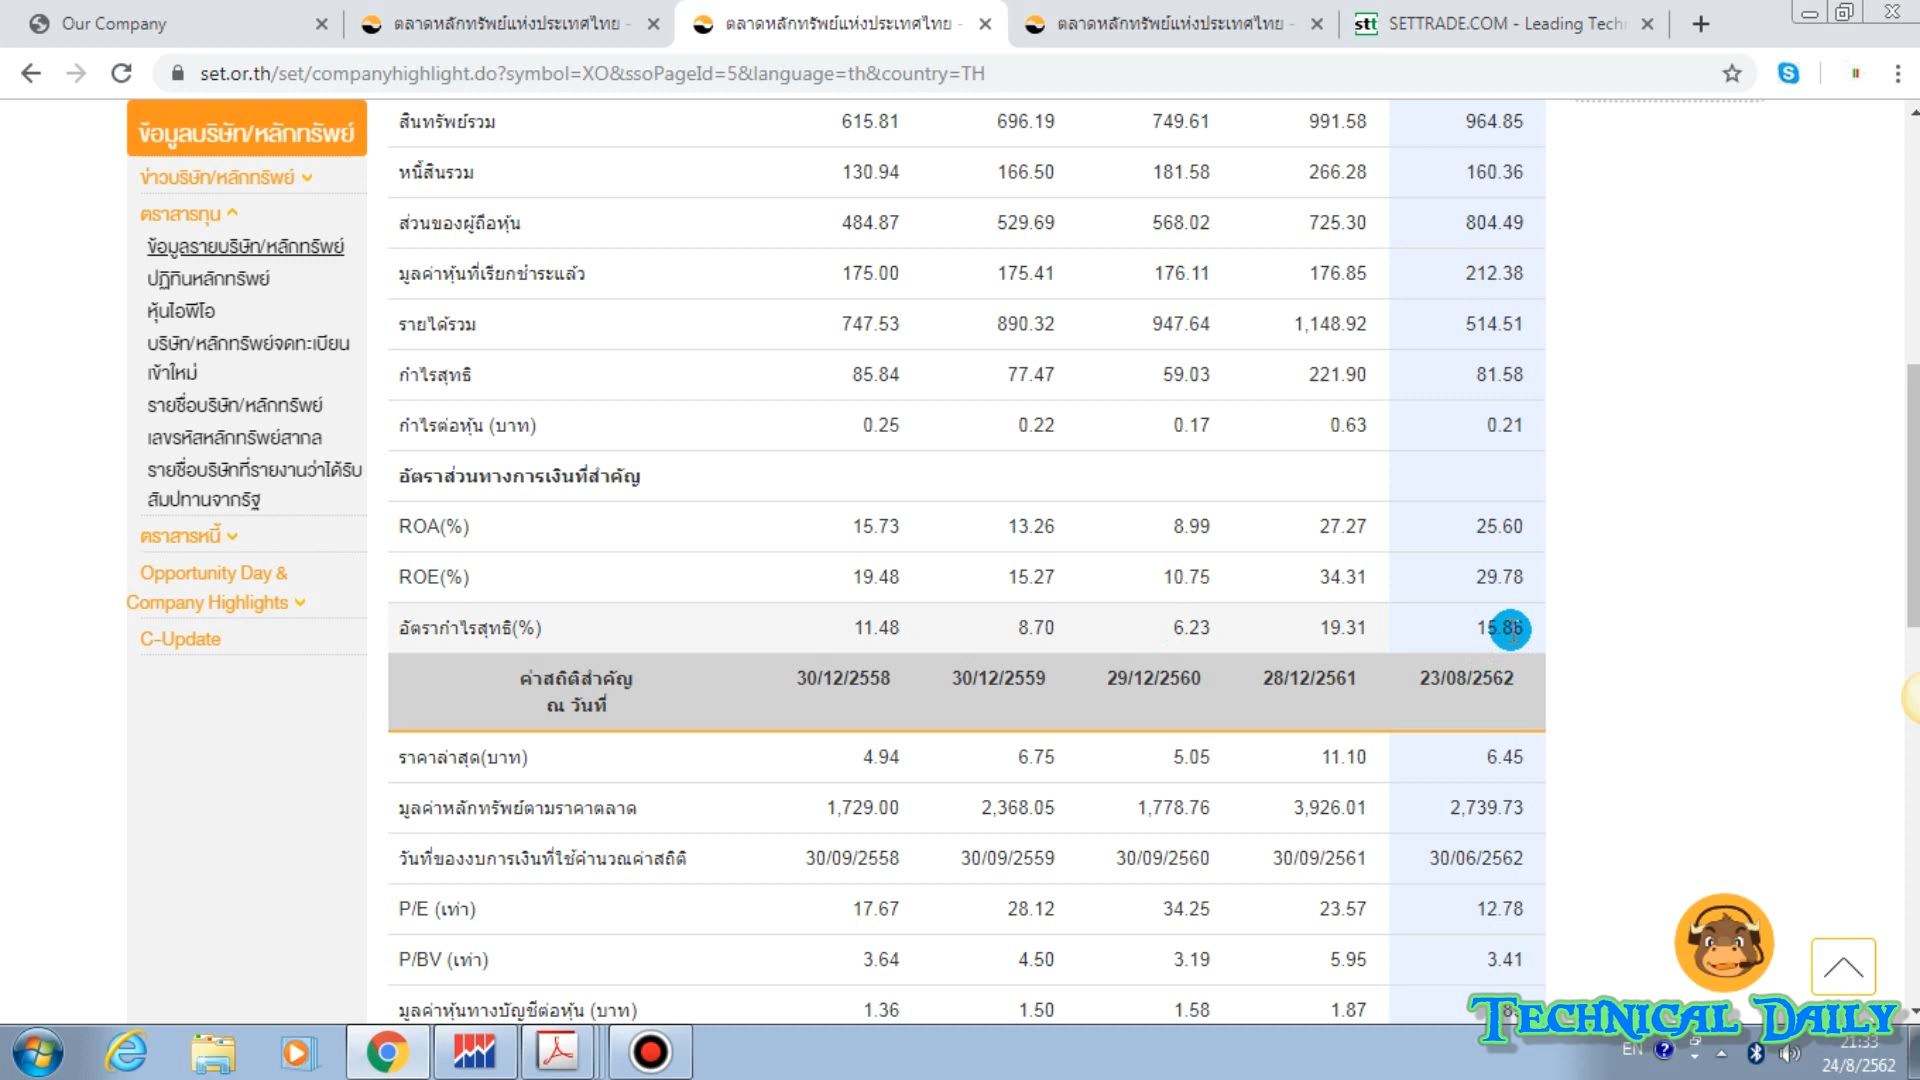 Our Company
ตลาดหลักทรัพย์แห่งประเทศไทย -
ตลาดหลักทรัพย์แห่งประเทศไทย -
ตลาดหลักทรัพย์แห่งประเทศไทย -
stt SETTRADE.COM - Leading Techn
set.or.th/set/companyhighlight.do?symbol=XO&ssoPageId=5&language=th&country=TH
ข้อมูลบริษัท/หลักทรัพย์
ข่าวบริษัท/หลักทรัพย์
ตราสารทุน
ข้อมูลรายบริษัท/หลักทรัพย์
ปฏิทินหลักทรัพย์
หุ้นไอพีโอ
บริษัท/หลักทรัพย์จดทะเบียน
เข้าใหม่
รายชื่อบริษัท/หลักทรัพย์
เลขรหัสหลักทรัพย์สากล
รายชื่อบริษัทที่รายงานว่าได้รับ
สัมปทานจากรัฐ
ตราสารหนี้
Opportunity Day &
Company Highlights
C-Update
สินทรัพย์รวม 615.81 696.19 749.61 991.58 964.85
หนี้สินรวม 130.94 166.50 181.58 266.28 160.36
ส่วนของผู้ถือหุ้น 484.87 529.69 568.02 725.30 804.49
มูลค่าหุ้นที่เรียกชำระแล้ว 175.00 175.41 176.11 176.85 212.38
รายได้รวม 747.53 890.32 947.64 1,148.92 514.51
กำไรสุทธิ 85.84 77.47 59.03 221.90 81.58
กำไรต่อหุ้น (บาท) 0.25 0.22 0.17 0.63 0.21
อัตราส่วนทางการเงินที่สำคัญ
ROA(%) 15.73 13.26 8.99 27.27 25.60
ROE(%) 19.48 15.27 10.75 34.31 29.78
อัตรากำไรสุทธิ(%) 11.48 8.70 6.23 19.31 15.86
ค่าสถิติสำคัญ 30/12/2558 30/12/2559 29/12/2560 28/12/2561 23/08/2562
ณ วันที่
ราคาล่าสุด(บาท) 4.94 6.75 5.05 11.10 6.45
มูลค่าหลักทรัพย์ตามราคาตลาด 1,729.00 2,368.05 1,778.76 3,926.01 2,739.73
วันที่ของงบการเงินที่ใช้คำนวณค่าสถิติ 30/09/2558 30/09/2559 30/09/2560 30/09/2561 30/06/2562
P/E (เท่า) 17.67 28.12 34.25 23.57 12.78
P/BV (เท่า) 3.64 4.50 3.19 5.95 3.41
มูลค่าหุ้นทางบัญชีต่อหุ้น (บาท) 1.36 1.50 1.58 1.87
TECHNICAL DAILY
EN
21:33
24/8/2562